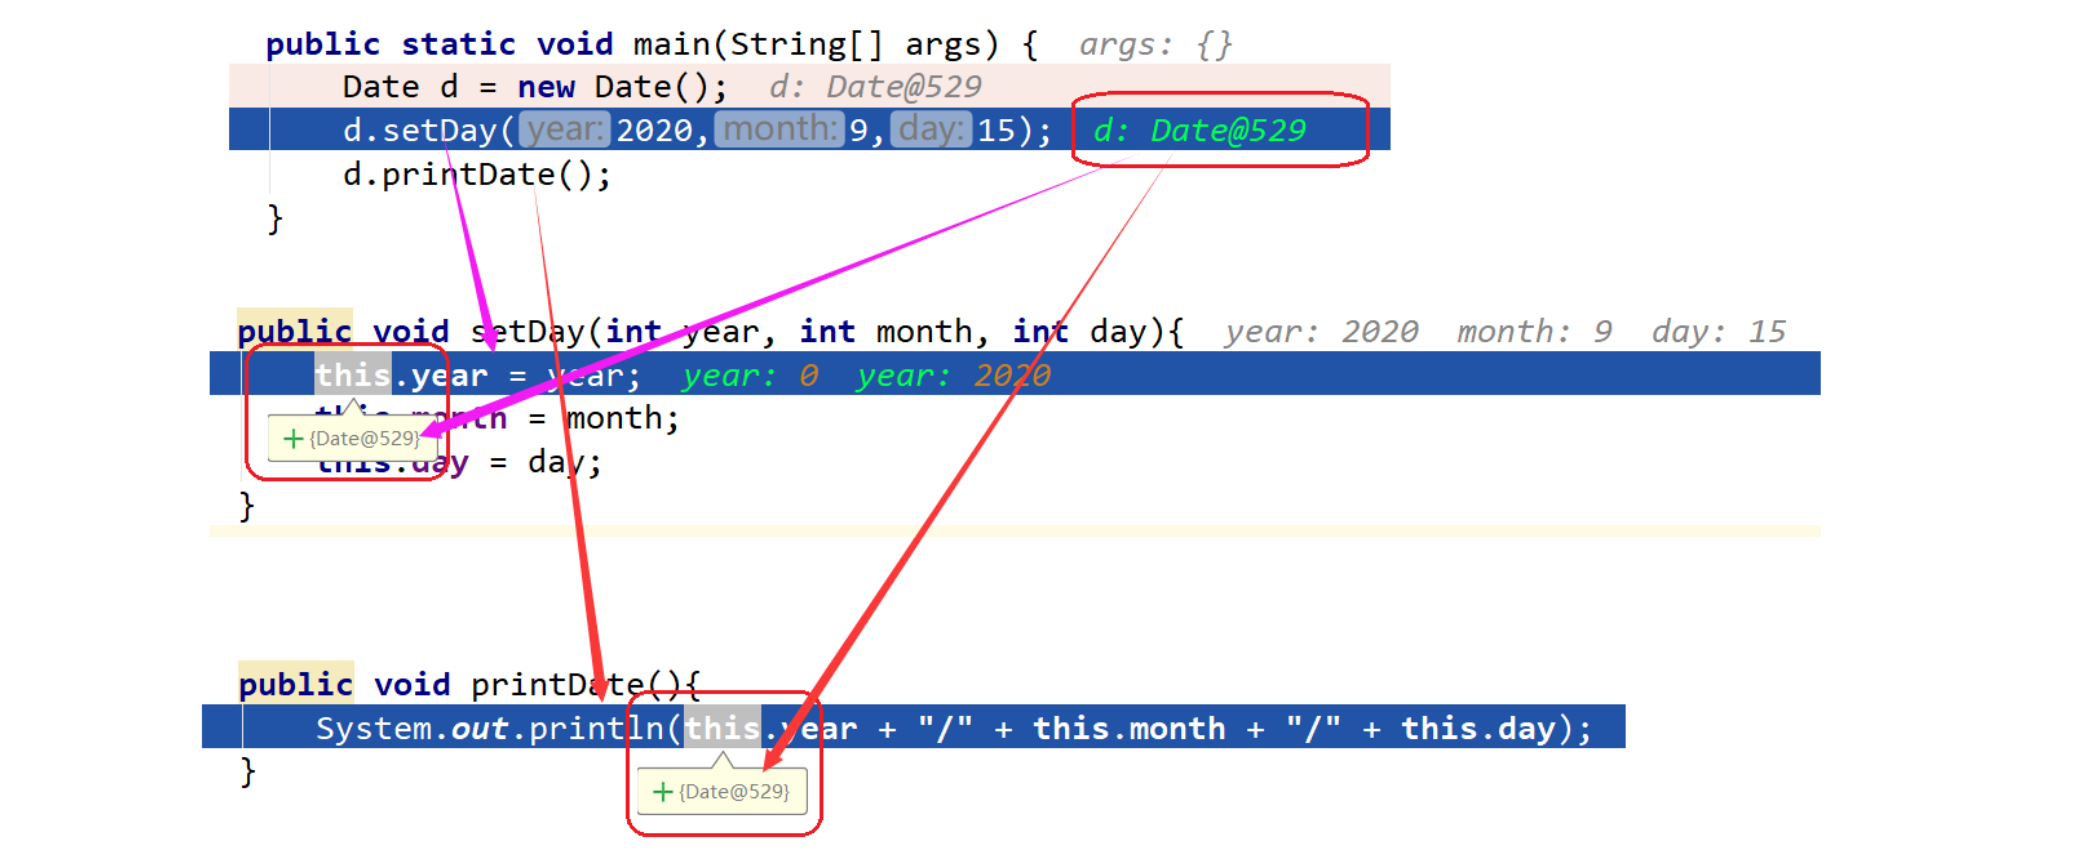 public static void main(String[] args) {  args: {}
Date d = new Date();  d: Date@529
d.setDay( year: 2020, month: 9, day: 15);  d: Date@529
d.printDate();
}
public void setDay(int year, int month, int day){  year: 2020  month: 9  day: 15
this.year = year;  year: 0  year: 2020
this.month = month;
+ {Date@529}
this.day = day;
}
public void printDate(){
System.out.println(this.year + "/" + this.month + "/" + this.day);
}
+ {Date@529}